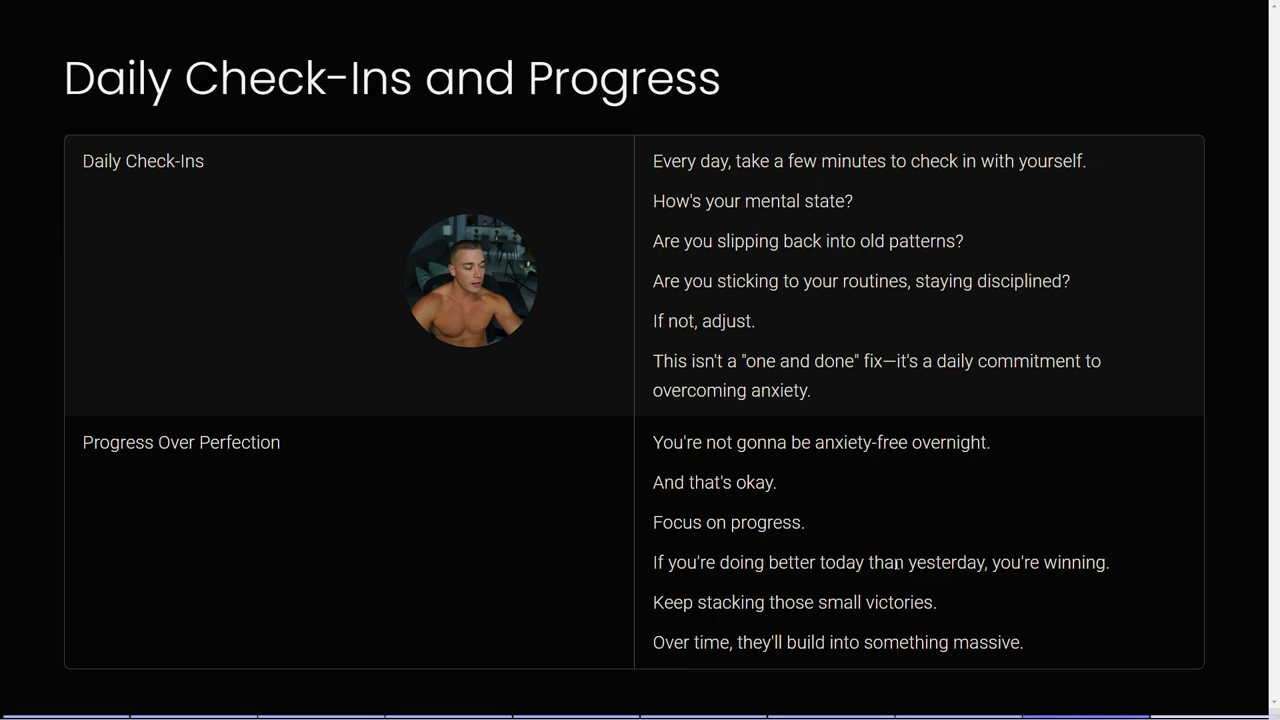 Daily Check-Ins and Progress
Daily Check-Ins
Every day, take a few minutes to check in with yourself.
How's your mental state?
Are you slipping back into old patterns?
Are you sticking to your routines, staying disciplined?
If not, adjust.
This isn't a "one and done" fix—it's a daily commitment to
overcoming anxiety.
Progress Over Perfection
You're not gonna be anxiety-free overnight.
And that's okay.
Focus on progress.
If you're doing better today than yesterday, you're winning.
Keep stacking those small victories.
Over time, they'll build into something massive.